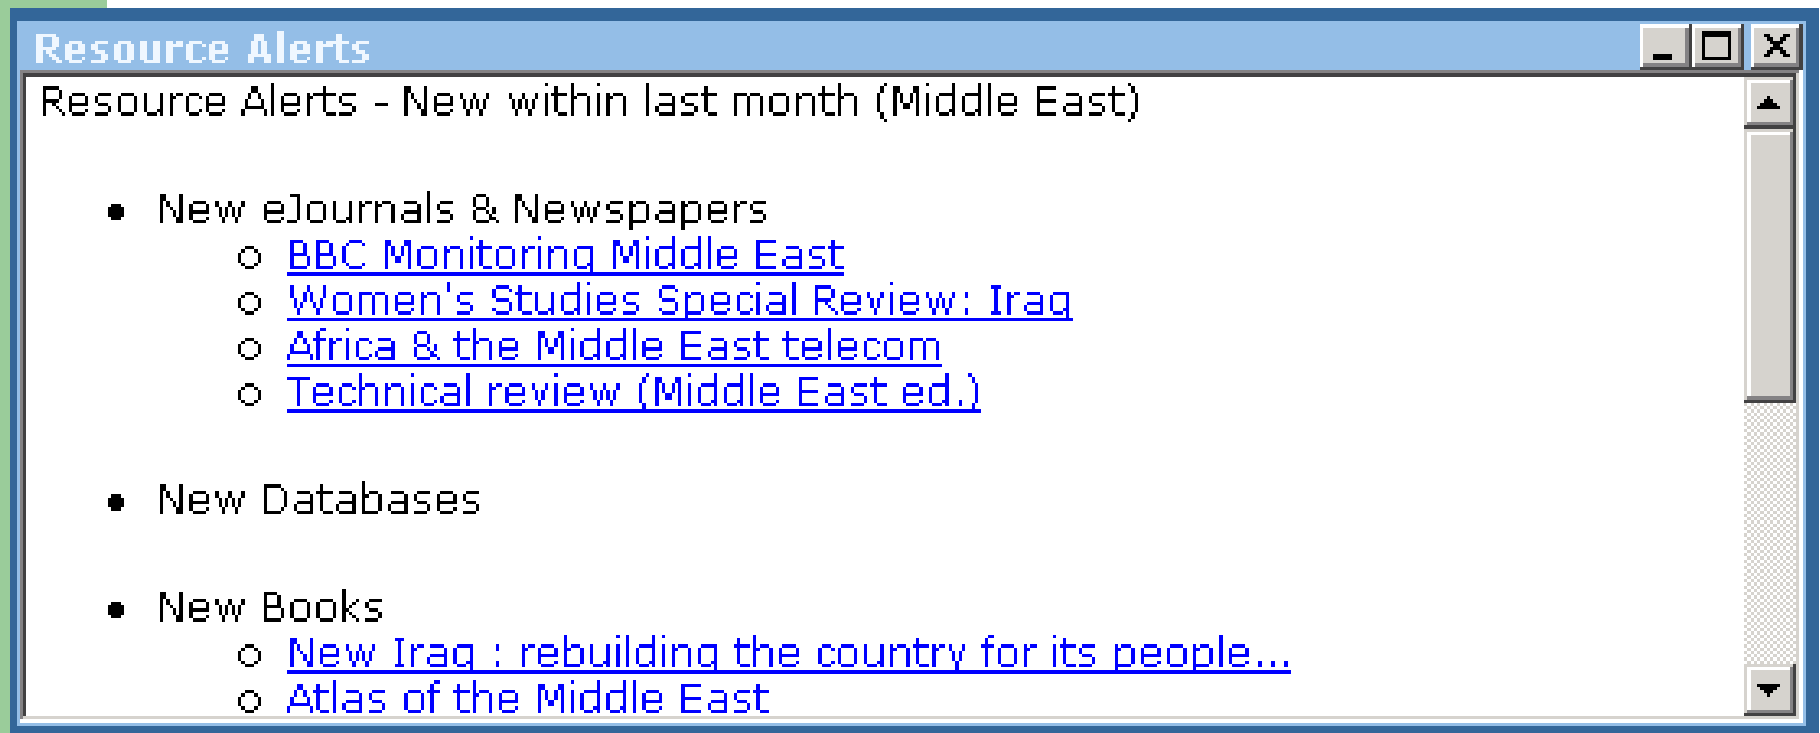 Resource Alerts
Resource Alerts - New within last month (Middle East)
New eJournals & Newspapers
BBC Monitoring Middle East
Women's Studies Special Review: Iraq
Africa & the Middle East telecom
Technical review (Middle East ed.)
New Databases
New Books
New Iraq : rebuilding the country for its people...
Atlas of the Middle East